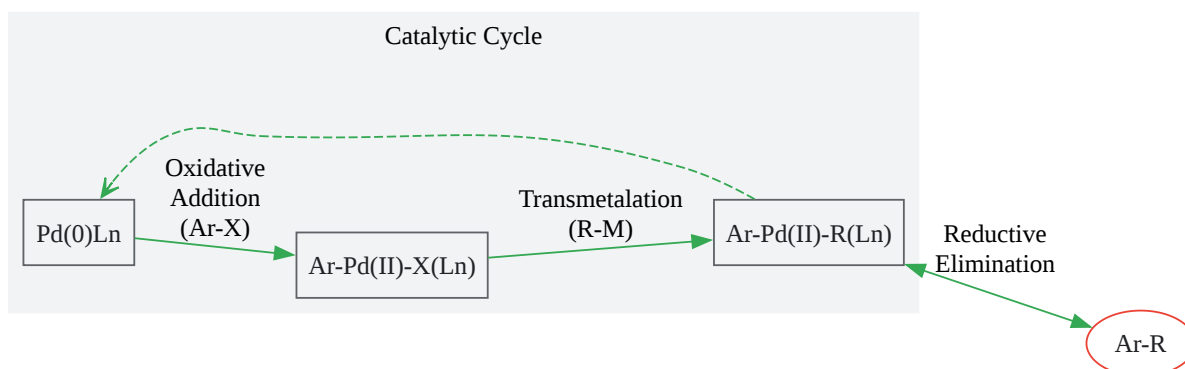 Catalytic Cycle
Oxidative
Addition
(Ar-X)
Transmetalation
(R-M)
Pd(0)Ln
Ar-Pd(II)-X(Ln)
Ar-Pd(II)-R(Ln)
Reductive
Elimination
Ar-R